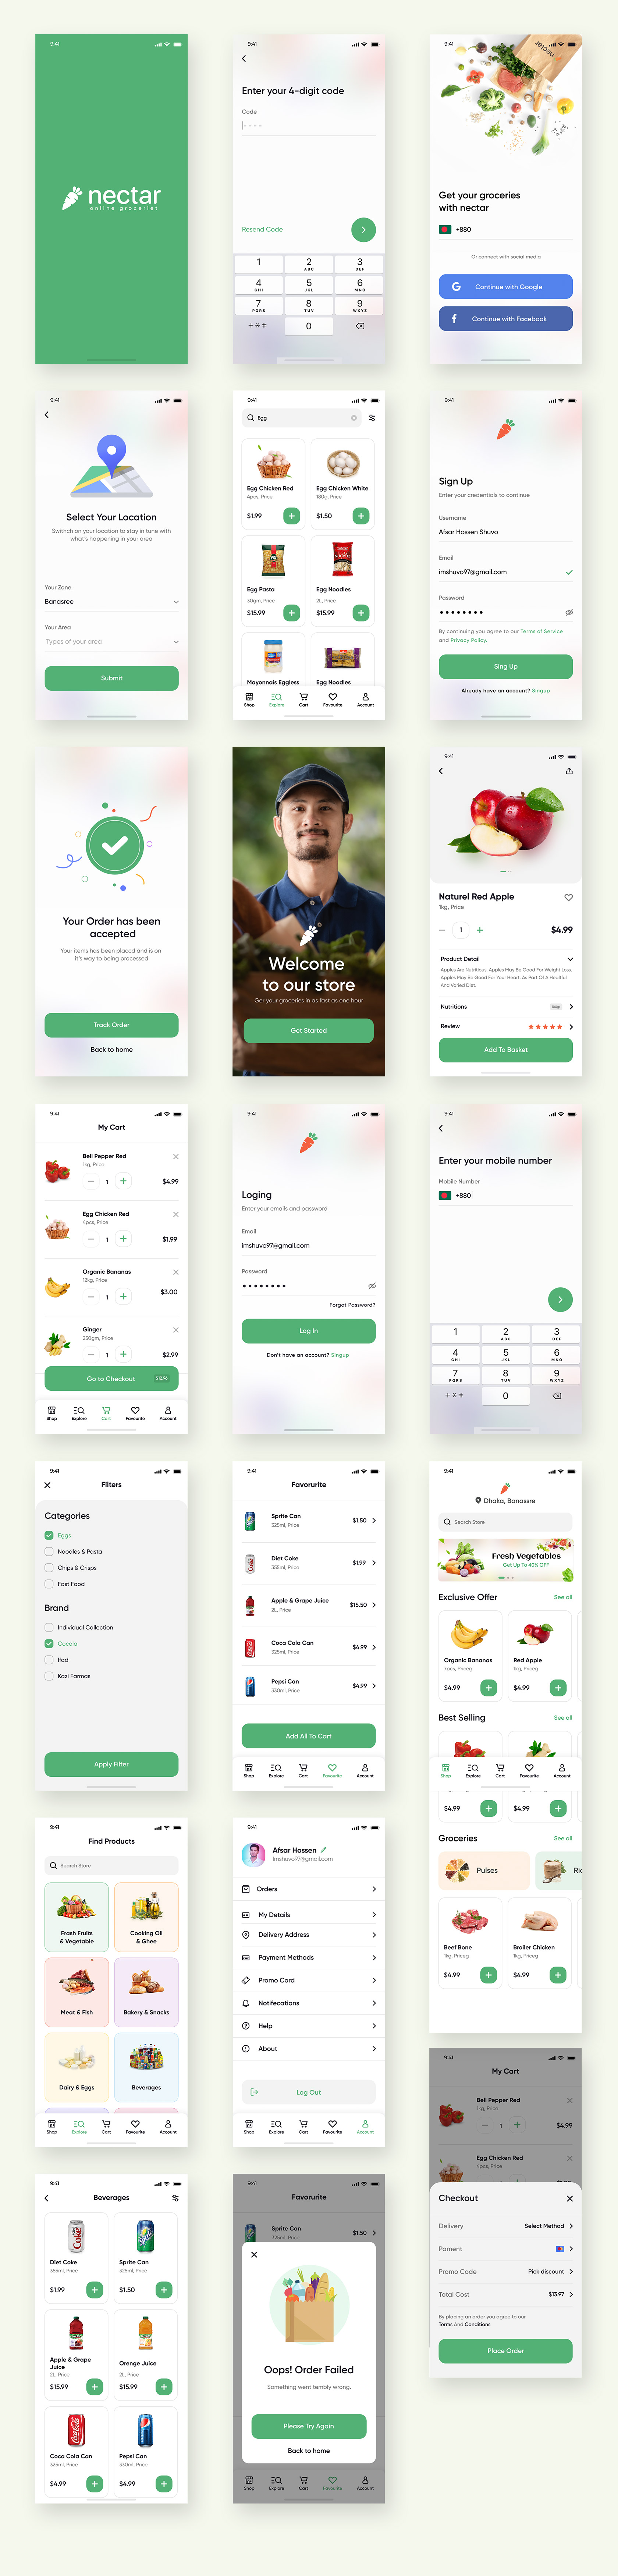 9:41
nectar
online groceriet
9:41
Enter your 4-digit code
Code
- - - -
Resend Code
1 2 3
ABC DEF
4 5 6
GHI JKL MNO
7 8 9
PQRS TUV WXYZ
+ * # 0
9:41
nectar
Get your groceries
with nectar
+880
Or connect with social media
G Continue with Google
f Continue with Facebook
9:41
Select Your Location
Swithch on your location to stay in tune with
what's happening in your area
Your Zone
Banasree
Your Area
Types of your area
Submit
9:41
Egg
Egg Chicken Red
4pcs, Price
$1.99
Egg Chicken White
180g, Price
$1.50
Egg Pasta
30gm, Price
$15.99
Egg Noodles
2L, Price
$15.99
Mayonnais Eggless
Egg Noodles
Shop Explore Cart Favourite Account
9:41
Sign Up
Enter your credentials to continue
Username
Afsar Hossen Shuvo
Email
imshuvo97@gmail.com
Password
By continuing you agree to our Terms of Service
and Privacy Policy.
Sing Up
Already have an account? Singup
Your Order has been
accepted
Your items has been placcd and is on
it's way to being processed
Track Order
Back to home
Welcome
to our store
Ger your groceries in as fast as one hour
Get Started
9:41
Naturel Red Apple
1kg, Price
1
$4.99
Product Detail
Apples Are Nutritious. Apples May Be Good For Weight Loss.
Apples May Be Good For Your Heart. As Part Of A Healtful
And Varied Diet.
Nutritions
Review
Add To Basket
9:41
My Cart
Bell Pepper Red
1kg, Price
1
$4.99
Egg Chicken Red
4pcs, Price
1
$1.99
Organic Bananas
12kg, Price
1
$3.00
Ginger
250gm, Price
1
$2.99
Go to Checkout
$12.96
Shop Explore Cart Favourite Account
9:41
Loging
Enter your emails and password
Email
imshuvo97@gmail.com
Password
Forgot Password?
Log In
Don't have an account? Singup
9:41
Enter your mobile number
Mobile Number
+880
1 2 3
ABC DEF
4 5 6
GHI JKL MNO
7 8 9
PQRS TUV WXYZ
+ * # 0
9:41
Filters
Categories
Eggs
Noodles & Pasta
Chips & Crisps
Fast Food
Brand
Individual Callection
Cocola
Ifad
Kazi Farmas
Apply Filter
9:41
Favorurite
Sprite Can
325ml, Price
$1.50
Diet Coke
355ml, Price
$1.99
Apple & Grape Juice
2L, Price
$15.50
Coca Cola Can
325ml, Price
$4.99
Pepsi Can
330ml, Price
$4.99
Add All To Cart
Shop Explore Cart Favourite Account
9:41
Dhaka, Banassre
Search Store
Fresh Vegetables
Get Up To 40% OFF
Exclusive Offer See all
Organic Bananas
7pcs, Priceg
$4.99
Red Apple
1kg, Priceg
$4.99
Best Selling See all
Shop Explore Cart Favourite Account
$4.99
$4.99
Groceries See all
Pulses
Ric
Beef Bone
1kg, Priceg
$4.99
Broiler Chicken
1kg, Priceg
$4.99
9:41
Find Products
Search Store
Frash Fruits
& Vegetable
Cooking Oil
& Ghee
Meat & Fish
Bakery & Snacks
Dairy & Eggs
Beverages
Shop Explore Cart Favourite Account
9:41
Afsar Hossen
Imshuvo97@gmail.com
Orders
My Details
Delivery Address
Payment Methods
Promo Cord
Notifecations
Help
About
Log Out
Shop Explore Cart Favourite Account
9:41
My Cart
Bell Pepper Red
1kg, Price
1
$4.99
Egg Chicken Red
4pcs, Price
Checkout
Delivery Select Method
Pament
Promo Code Pick discount
Total Cost $13.97
By placing an order you agree to our
Terms And Conditions
Place Order
9:41
Beverages
Diet Coke
355ml, Price
$1.99
Sprite Can
325ml, Price
$1.50
Apple & Grape
Juice
2L, Price
$15.99
Orenge Juice
2L, Price
$15.99
Coca Cola Can
325ml, Price
$4.99
Pepsi Can
330ml, Price
$4.99
9:41
Favorurite
Sprite Can
325ml, Price
$1.50
Oops! Order Failed
Something went tembly wrong.
Please Try Again
Back to home
Shop Explore Cart Favourite Account